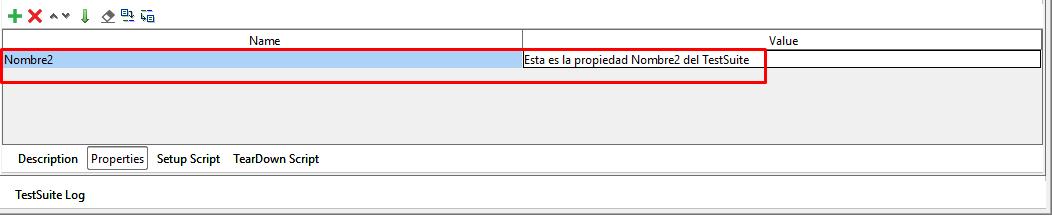 Name Value
Nombre2 Esta es la propiedad Nombre2 del TestSuite
Description Properties Setup Script TearDown Script
TestSuite Log